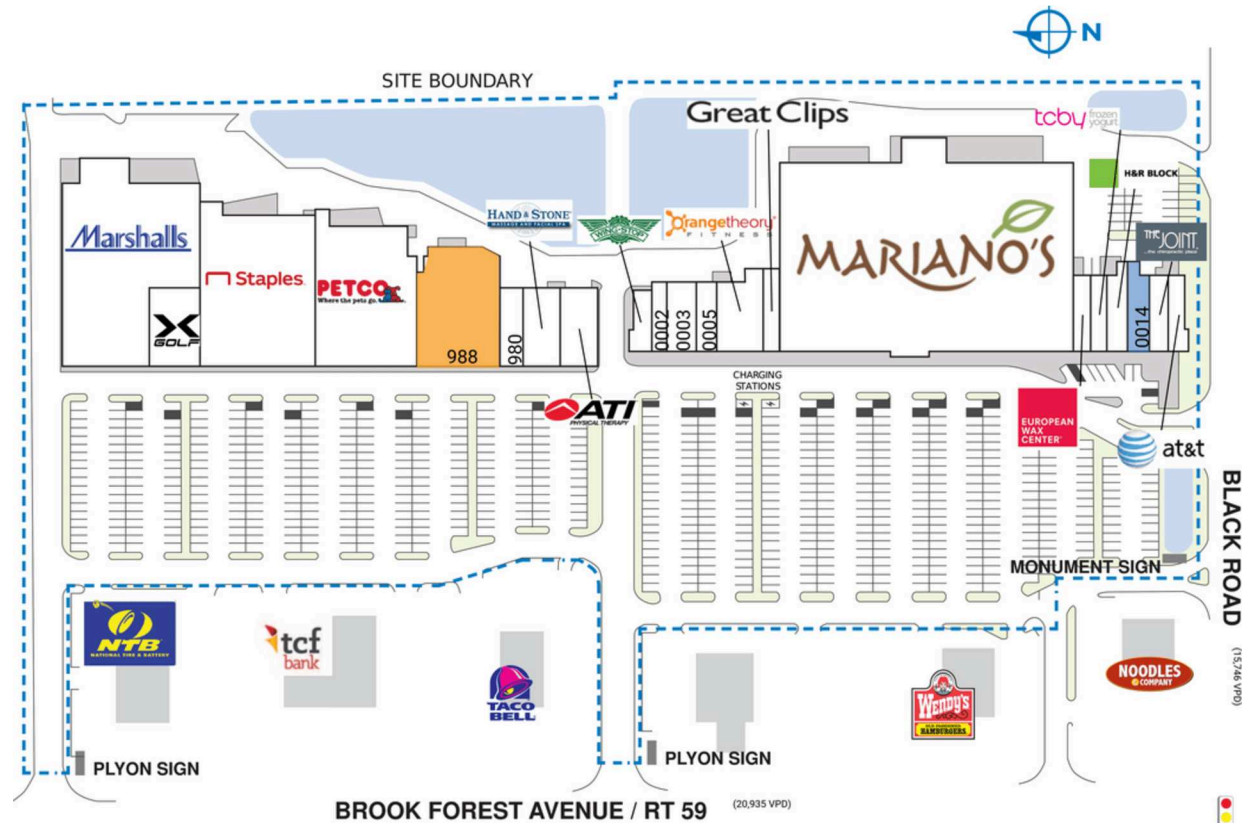 N
SITE BOUNDARY
Great Clips
tcby frozen
yogurt
H&R BLOCK
Marshalls
HAND & STONE
MASSAGE AND FACIAL SPA
WING·STOP
Orangetheory
FITNESS
MARIANO'S
THE JOINT
...the chiropractic place
Staples
PETCO
Where the pets go.
X
GOLF
988
980
0002
0003
0005
0014
CHARGING
STATIONS
ATI
PHYSICAL THERAPY
EUROPEAN
WAX
CENTER
at&t
BLACK ROAD
(15,746 VPD)
MONUMENT SIGN
NTB
NATIONAL TIRE & BATTERY
tcf
bank
TACO
BELL
WENDY'S
OLD FASHIONED
HAMBURGERS
NOODLES
& COMPANY
PLYON SIGN
PLYON SIGN
BROOK FOREST AVENUE / RT 59
(20,935 VPD)